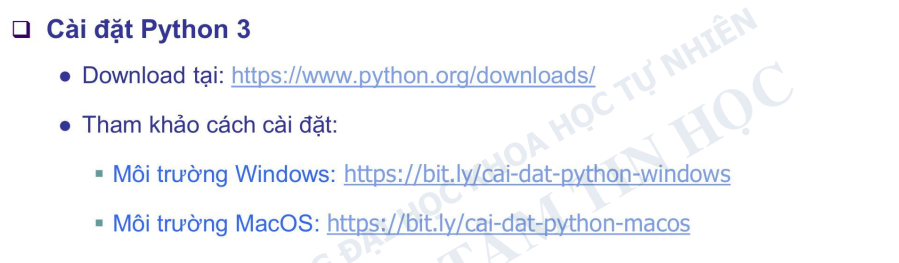 Cài đặt Python 3
Download tại: https://www.python.org/downloads/
Tham khảo cách cài đặt:
Môi trường Windows: https://bit.ly/cai-dat-python-windows
Môi trường MacOS: https://bit.ly/cai-dat-python-macos
ĐẠI HỌC KHOA HỌC TỰ NHIÊN
TÂM TIN HỌC